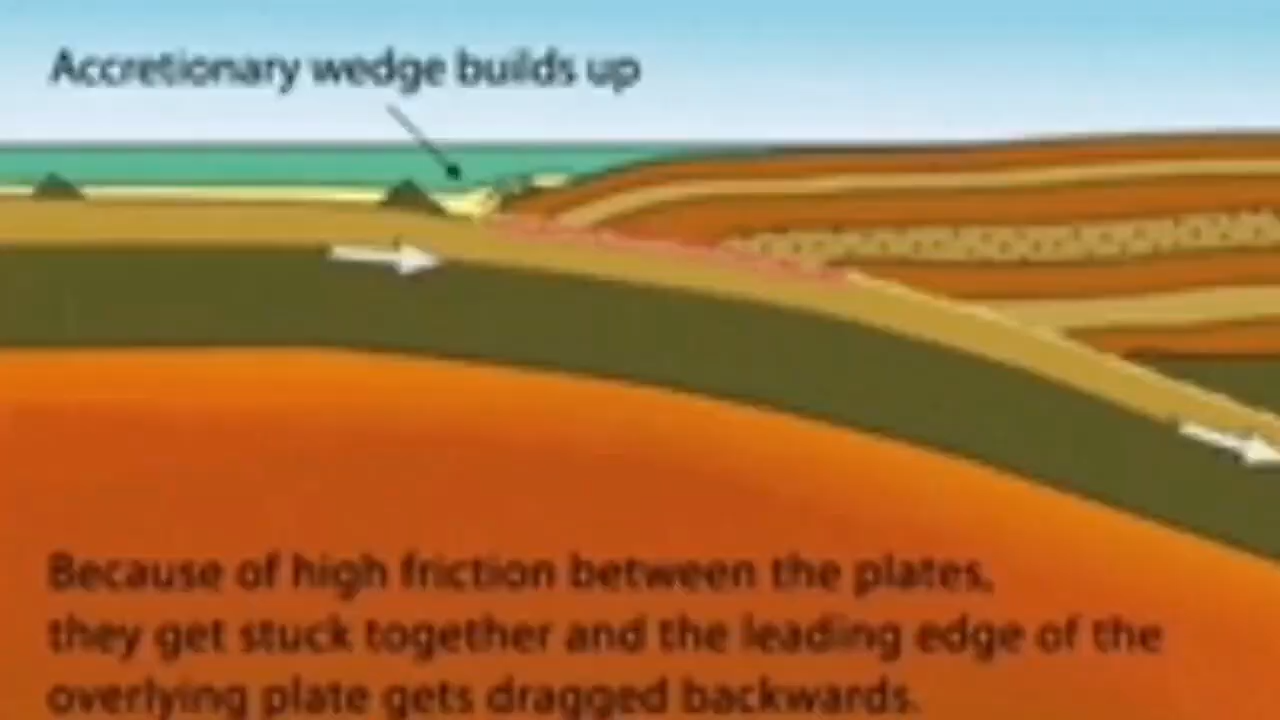 Accretionary wedge builds up
Because of high friction between the plates,
they get stuck together and the leading edge of the
overlying plate gets dragged backwards.